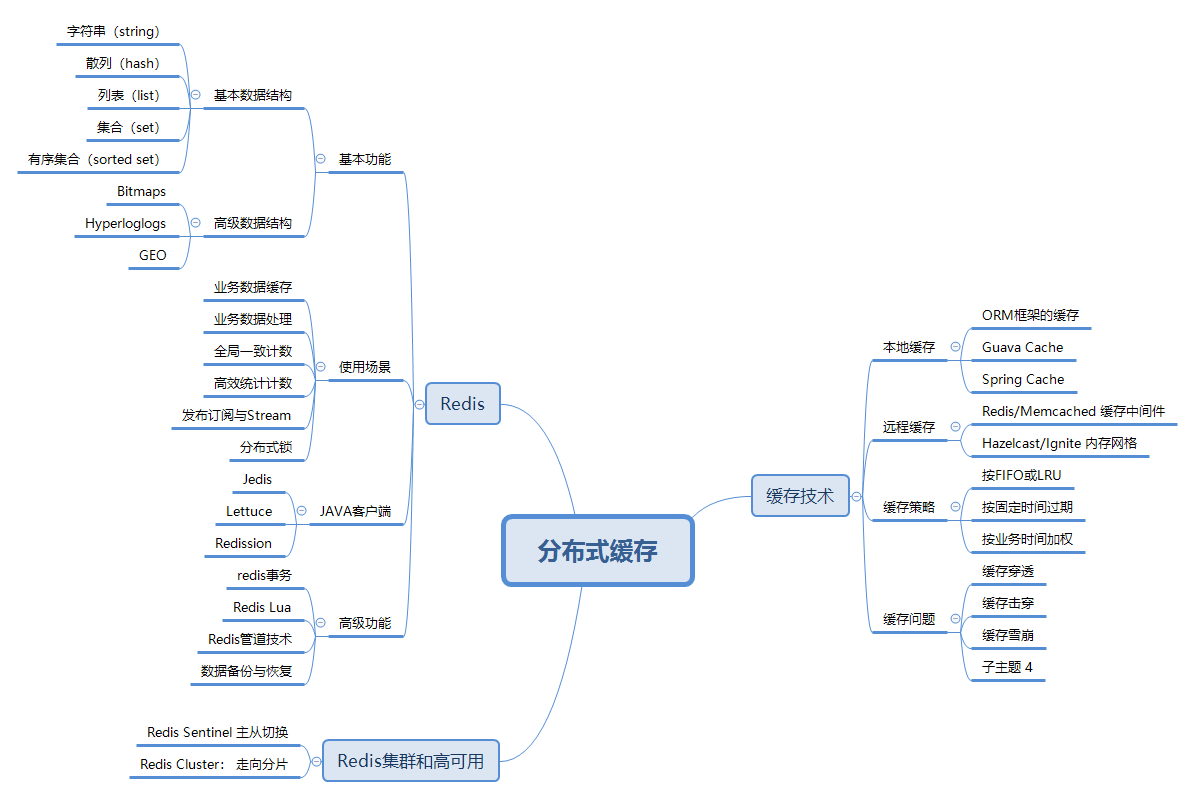 分布式缓存
缓存技术
本地缓存
ORM框架的缓存
Guava Cache
Spring Cache
远程缓存
Redis/Memcached 缓存中间件
Hazelcast/Ignite 内存网格
缓存策略
按FIFO或LRU
按固定时间过期
按业务时间加权
缓存问题
缓存穿透
缓存击穿
缓存雪崩
子主题 4
Redis
基本功能
基本数据结构
字符串（string）
散列（hash）
列表（list）
集合（set）
有序集合（sorted set）
高级数据结构
Bitmaps
Hyperloglogs
GEO
使用场景
业务数据缓存
业务数据处理
全局一致计数
高效统计计数
发布订阅与Stream
分布式锁
JAVA客户端
Jedis
Lettuce
Redission
高级功能
redis事务
Redis Lua
Redis管道技术
数据备份与恢复
Redis集群和高可用
Redis Sentinel 主从切换
Redis Cluster： 走向分片